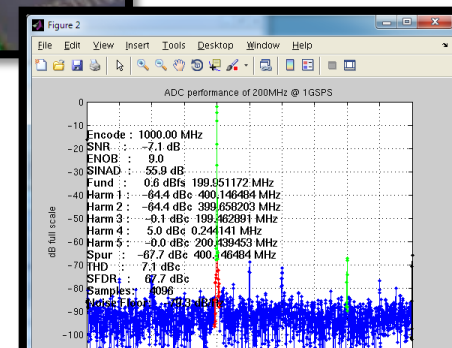 Figure 2
File Edit View Insert Tools Desktop Window Help
ADC performance of 200MHz @ 1GSPS
dB full scale
0
-10
-20
-30
-40
-50
-60
-70
-80
-90
-100
Encode : 1000.00 MHz
SNR : -7.1 dB
ENOB : 9.0
SINAD : 55.9 dB
Fund : 0.6 dBfs 199.951172 MHz
Harm 1 : -64.4 dBc 400.146484 MHz
Harm 2 : -64.4 dBc 399.658203 MHz
Harm 3 : -0.1 dBc 199.462891 MHz
Harm 4 : 5.0 dBc 0.244141 MHz
Harm 5 : -0.0 dBc 200.439453 MHz
Spur : -67.7 dBc 400.146484 MHz
THD : 7.1 dBc
SFDR : 67.7 dBc
Samples: 4096
Noise Floor: